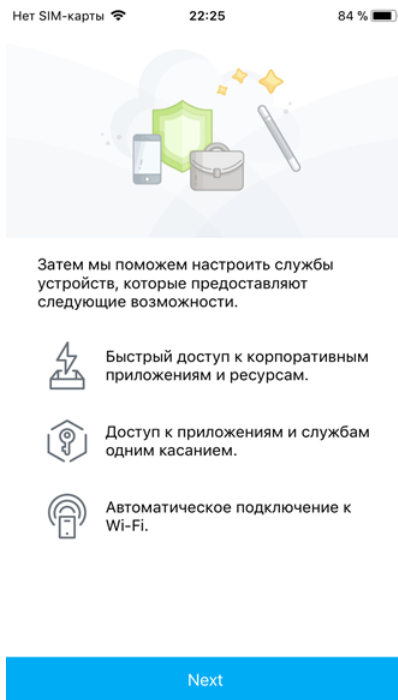 Нет SIM-карты 22:25 84 %
Затем мы поможем настроить службы
устройств, которые предоставляют
следующие возможности.
Быстрый доступ к корпоративным
приложениям и ресурсам.
Доступ к приложениям и службам
одним касанием.
Автоматическое подключение к
Wi-Fi.
Next